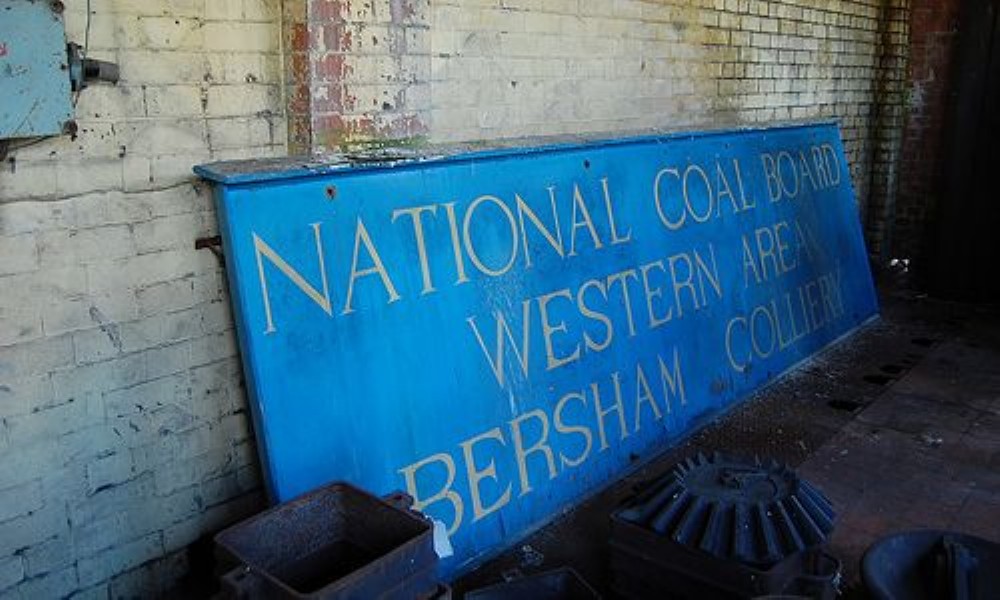 NATIONAL COAL BOARD
WESTERN AREA
BERSHAM COLLIERY